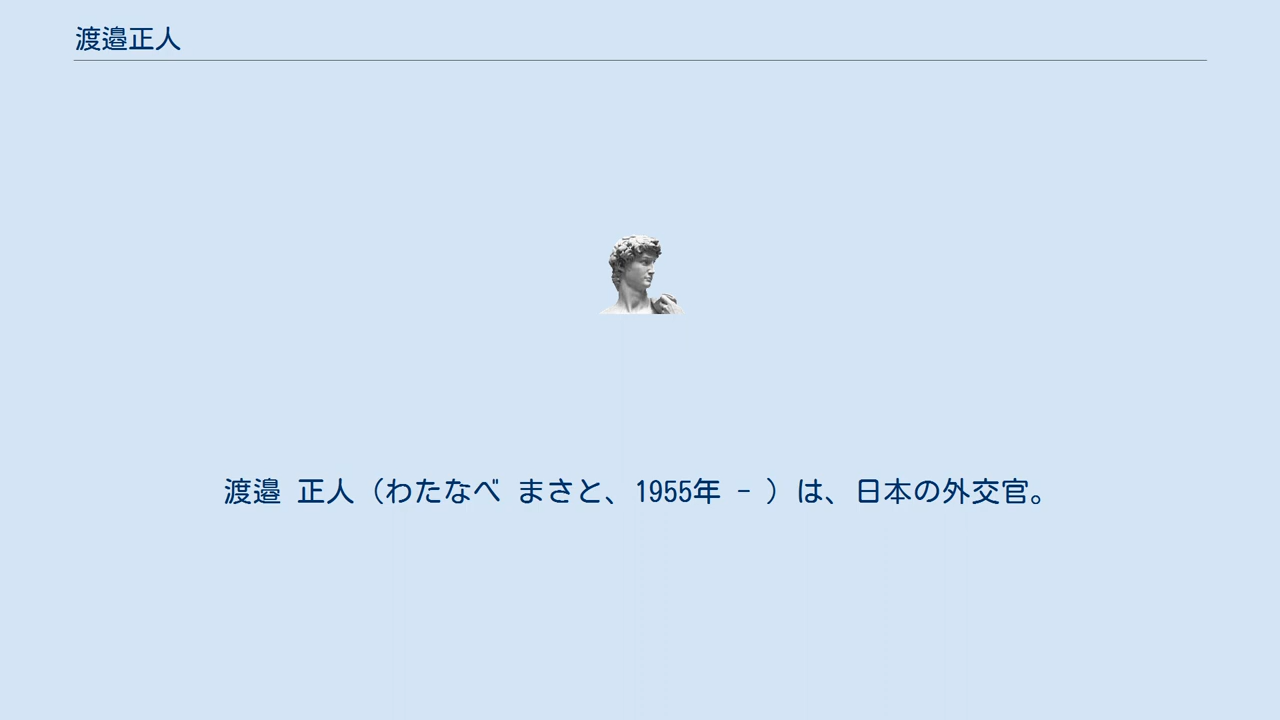 渡邉正人
渡邉 正人（わたなべ まさと、1955年 - ）は、日本の外交官。